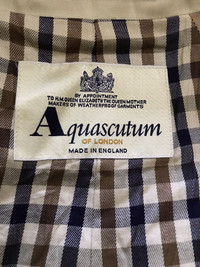 BY APPOINTMENT
TO H.M. QUEEN ELIZABETH THE QUEEN MOTHER
MAKERS OF WEATHERPROOF GARMENTS
Aquascutum
OF LONDON
MADE IN ENGLAND